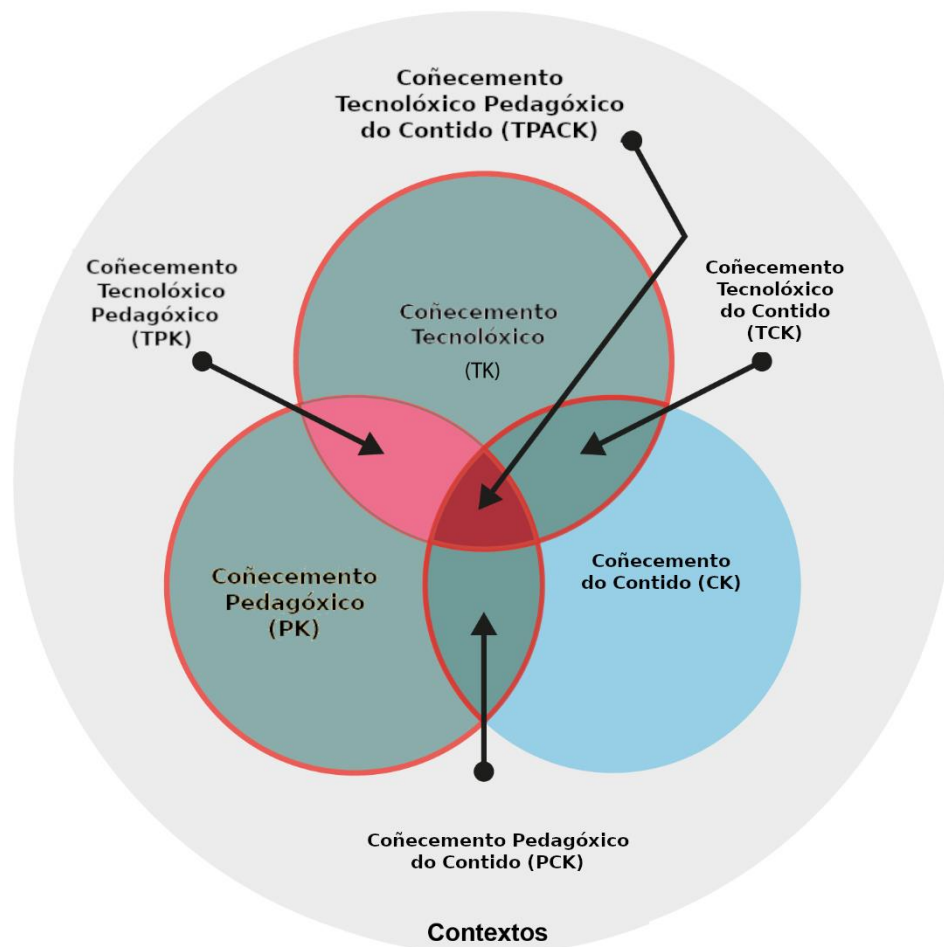 Coñecemento
Tecnolóxico Pedagóxico
do Contido (TPACK)
Coñecemento
Tecnolóxico
Pedagóxico
(TPK)
Coñecemento
Tecnolóxico
do Contido
(TCK)
Coñecemento
Tecnolóxico
(TK)
Coñecemento
Pedagóxico
(PK)
Coñecemento
do Contido (CK)
Coñecemento Pedagóxico
do Contido (PCK)
Contextos